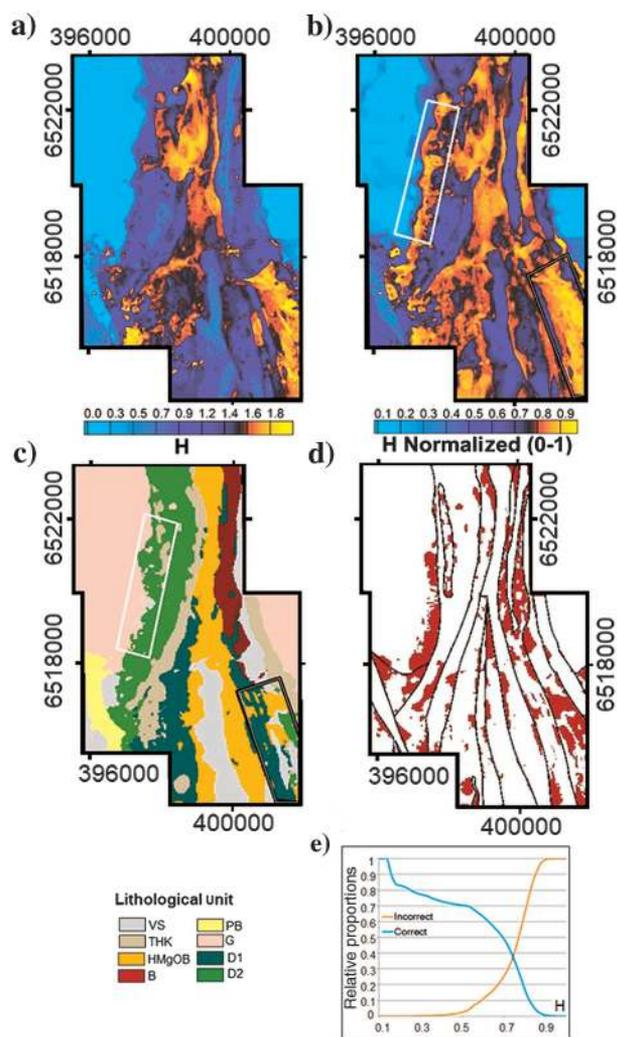 a)
396000
400000
6522000
6518000
0.0 0.3 0.5 0.7 0.9 1.2 1.4 1.6 1.8
H
b)
396000
400000
6522000
6518000
0.1 0.2 0.3 0.4 0.5 0.6 0.7 0.8 0.9
H Normalized (0-1)
c)
6522000
6518000
396000
400000
d)
6522000
6518000
396000
400000
Lithological unit
VS
PB
THK
G
HMgOB
D1
B
D2
e)
Relative proportions
1
0.9
0.8
0.7
0.6
0.5
0.4
0.3
0.2
0.1
0
Incorrect
Correct
H
0.1 0.3 0.5 0.7 0.9